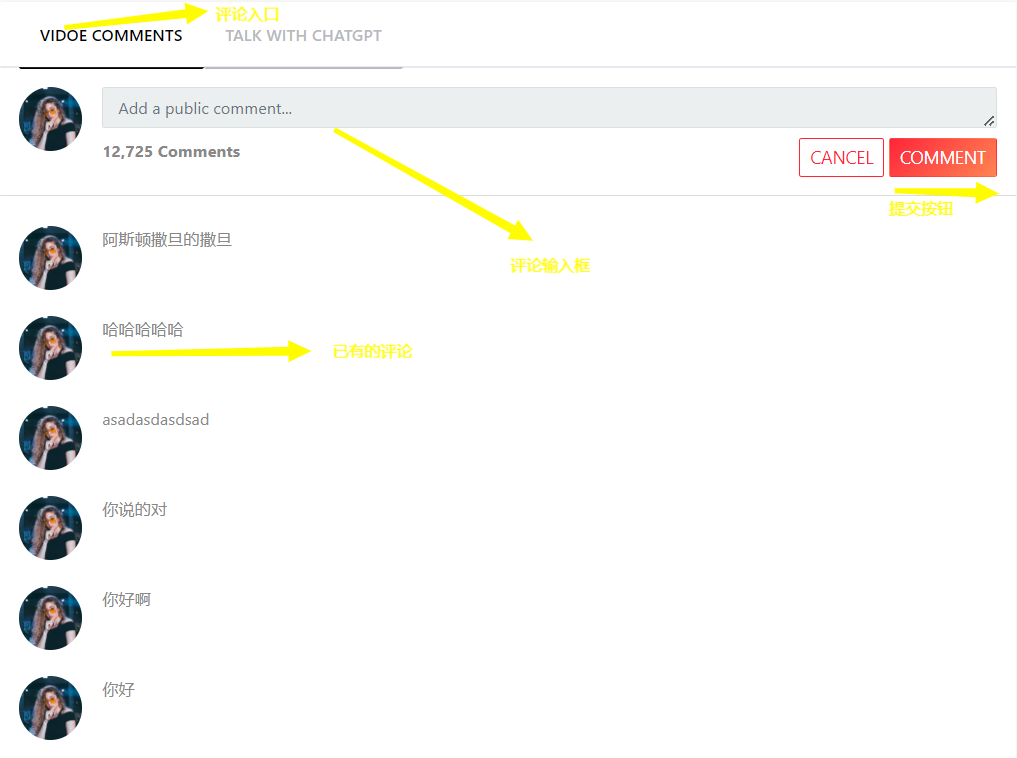 评论入口
VIDOE COMMENTS
TALK WITH CHATGPT
Add a public comment...
12,725 Comments
CANCEL
COMMENT
提交按钮
阿斯顿撒旦的撒旦
评论输入框
哈哈哈哈哈
已有的评论
asadasdasdsad
你说的对
你好啊
你好